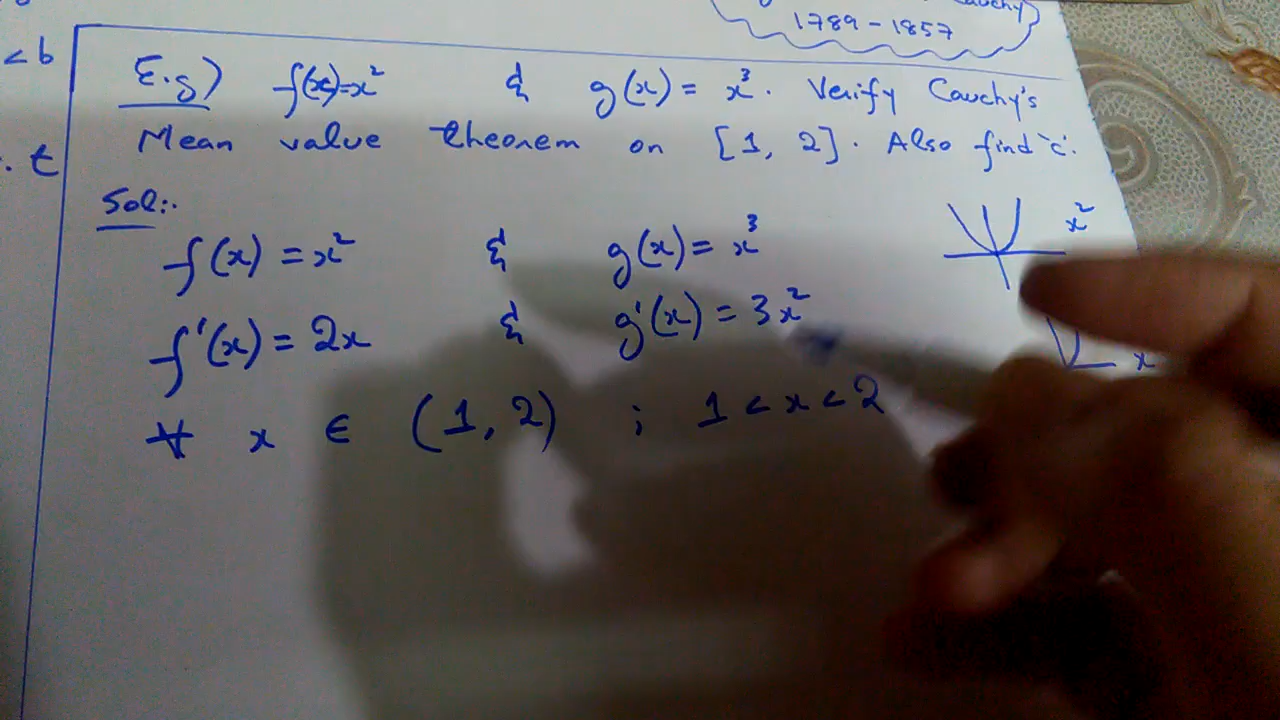 Cauchy
1789 - 1857
< b
. t
E.g) f(x)=x² & g(x) = x³. Verify Cauchy's
Mean value theorem on [1, 2]. Also find 'c'.
Sol:.
f(x) = x² & g(x) = x³
x²
f'(x) = 2x & g'(x) = 3x²
x
∀ x ∈ (1, 2) ; 1 < x < 2